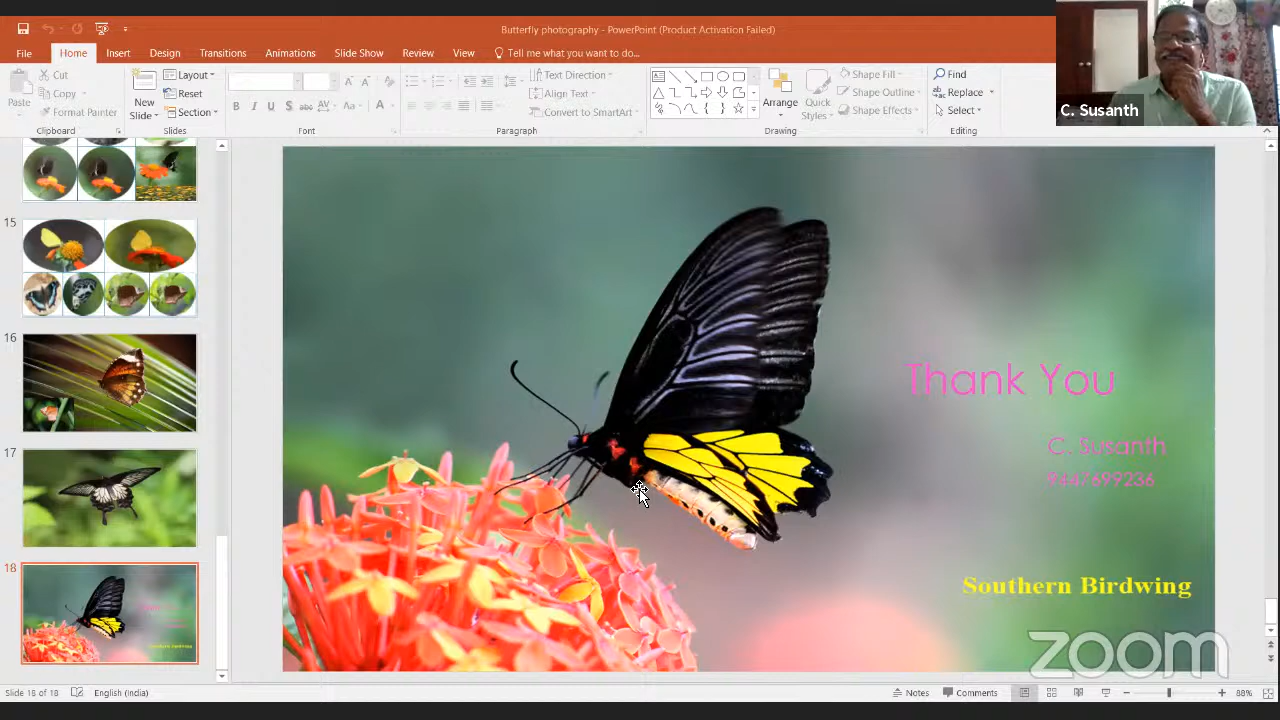 Butterfly photography - PowerPoint (Product Activation Failed)
File Home Insert Design Transitions Animations Slide Show Review View Tell me what you want to do...
Paste
Cut
Copy
Format Painter
Clipboard
New Slide
Layout
Reset
Section
Slides
B I U S abc AV Aa A
Font
Text Direction
Align Text
Convert to SmartArt
Paragraph
Arrange
Quick Styles
Shape Fill
Shape Outline
Shape Effects
Drawing
Find
Replace
Select
Editing
C. Susanth
15
16
17
18
Thank You
C. Susanth
9447699236
Southern Birdwing
zoom
Slide 18 of 18 English (India) Notes Comments 88%